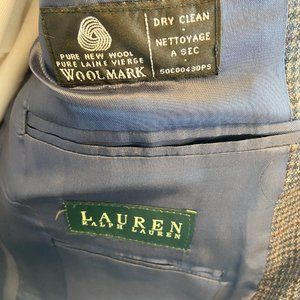 PURE NEW WOOL
PURE LAINE VIERGE
WOOLMARK
DRY CLEAN
NETTOYAGE
A SEC
50C00430PS
LAUREN
RALPH LAUREN